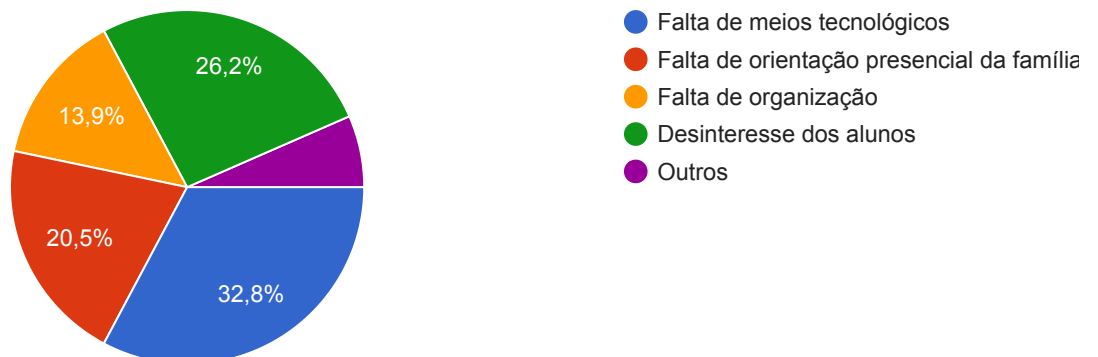 26,2%
13,9%
20,5%
32,8%
Falta de meios tecnológicos
Falta de orientação presencial da família
Falta de organização
Desinteresse dos alunos
Outros